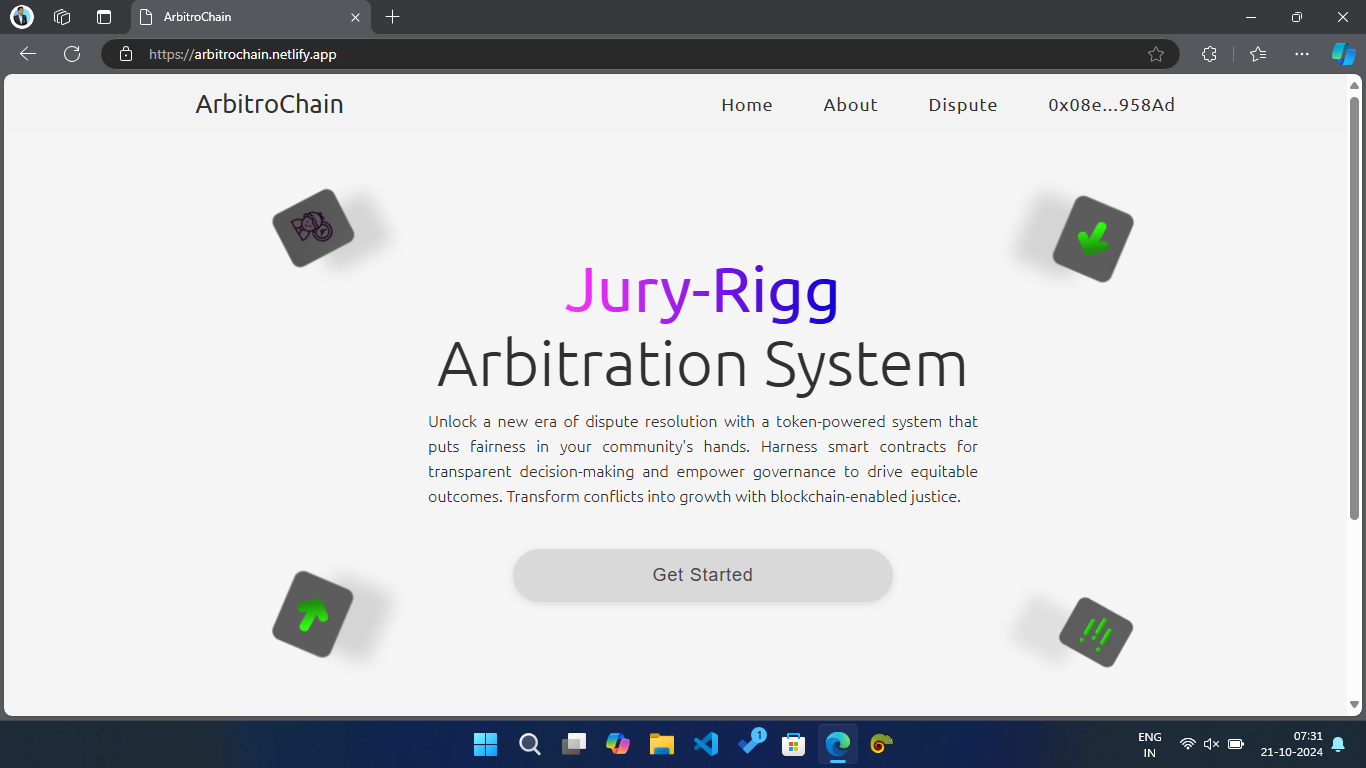 ArbitroChain
https://arbitrochain.netlify.app
ArbitroChain
Home About Dispute 0x08e...958Ad
Jury-Rigg
Arbitration System
Unlock a new era of dispute resolution with a token-powered system that
puts fairness in your community's hands. Harness smart contracts for
transparent decision-making and empower governance to drive equitable
outcomes. Transform conflicts into growth with blockchain-enabled justice.
Get Started
!!!
1
ENG
IN
07:31
21-10-2024